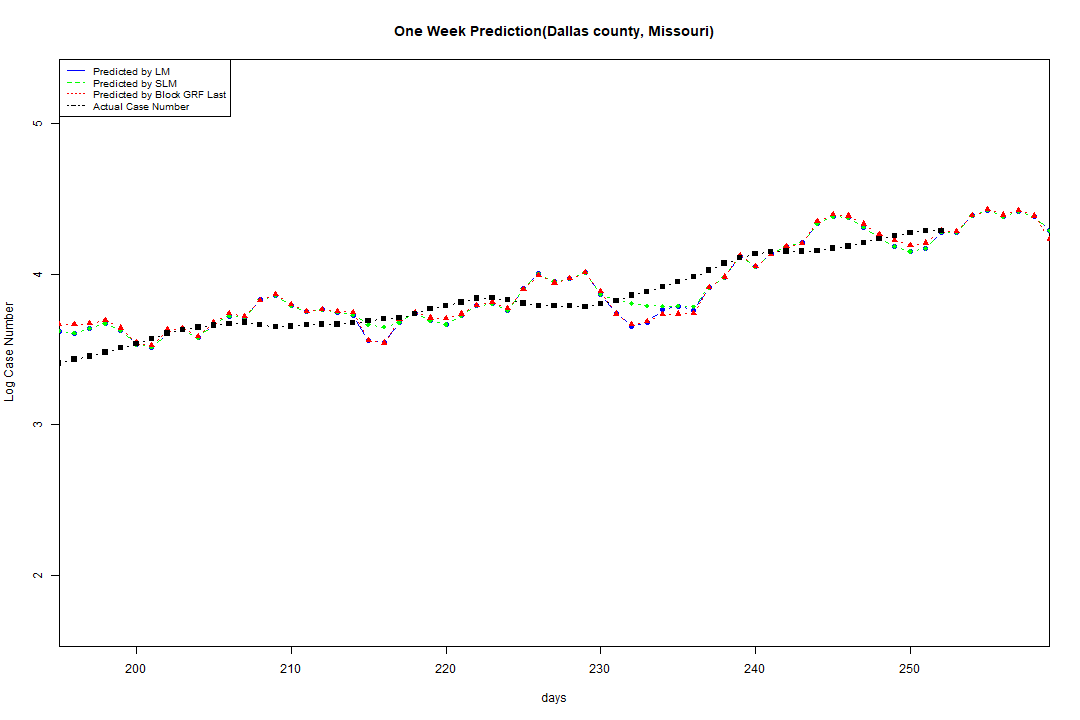 One Week Prediction(Dallas county, Missouri)
Predicted by LM
Predicted by SLM
Predicted by Block GRF Last
Actual Case Number
5
4
3
2
Log Case Number
200 210 220 230 240 250
days